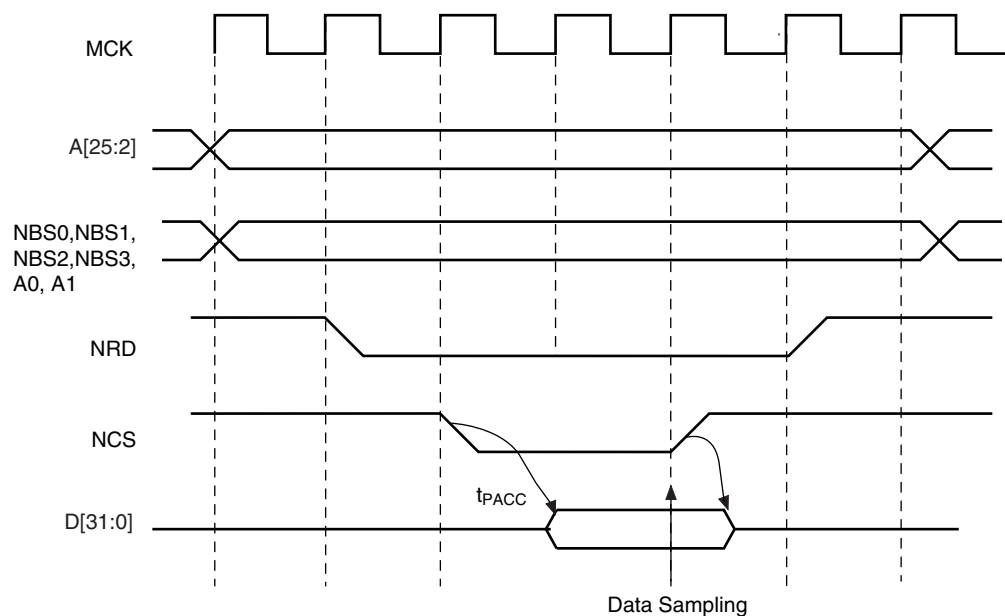 MCK
A[25:2]
NBS0,NBS1,
NBS2,NBS3,
A0, A1
NRD
NCS
tPACC
D[31:0]
Data Sampling